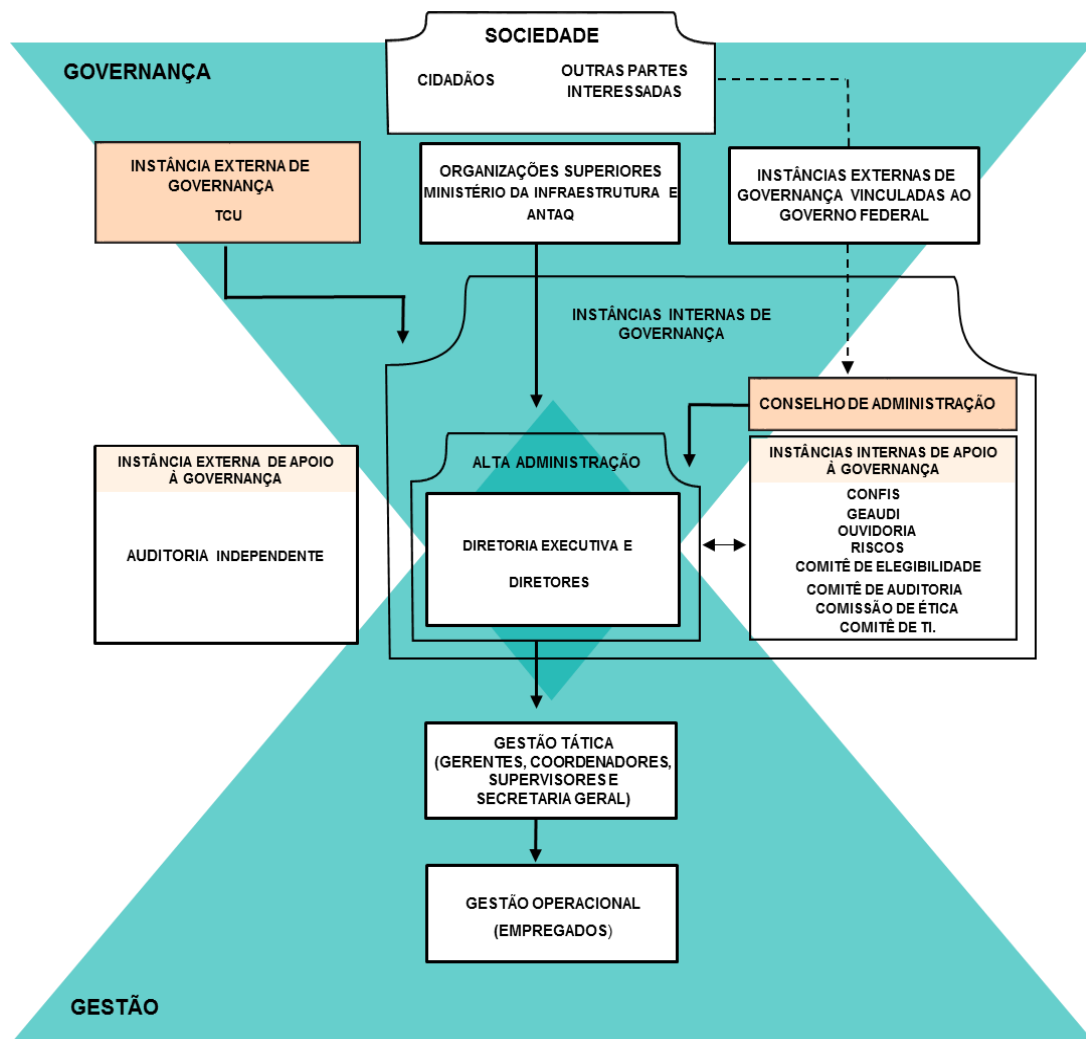 SOCIEDADE
GOVERNANÇA
CIDADÃOS
OUTRAS PARTES
INTERESSADAS
INSTÂNCIA EXTERNA DE
GOVERNANÇA
TCU
ORGANIZAÇÕES SUPERIORES
MINISTÉRIO DA INFRAESTRUTURA E
ANTAQ
INSTÂNCIAS EXTERNAS DE
GOVERNANÇA VINCULADAS AO
GOVERNO FEDERAL
INSTÂNCIAS INTERNAS DE
GOVERNANÇA
CONSELHO DE ADMINISTRAÇÃO
INSTÂNCIA EXTERNA DE APOIO
À GOVERNANÇA
AUDITORIA INDEPENDENTE
ALTA ADMINISTRAÇÃO
DIRETORIA EXECUTIVA E
DIRETORES
INSTÂNCIAS INTERNAS DE APOIO
À GOVERNANÇA
CONFIS
GEAUDI
OUVIDORIA
RISCOS
COMITÊ DE ELEGIBILIDADE
COMITÊ DE AUDITORIA
COMISSÃO DE ÉTICA
COMITÊ DE TI.
GESTÃO TÁTICA
(GERENTES, COORDENADORES,
SUPERVISORES E
SECRETARIA GERAL)
GESTÃO OPERACIONAL
(EMPREGADOS)
GESTÃO